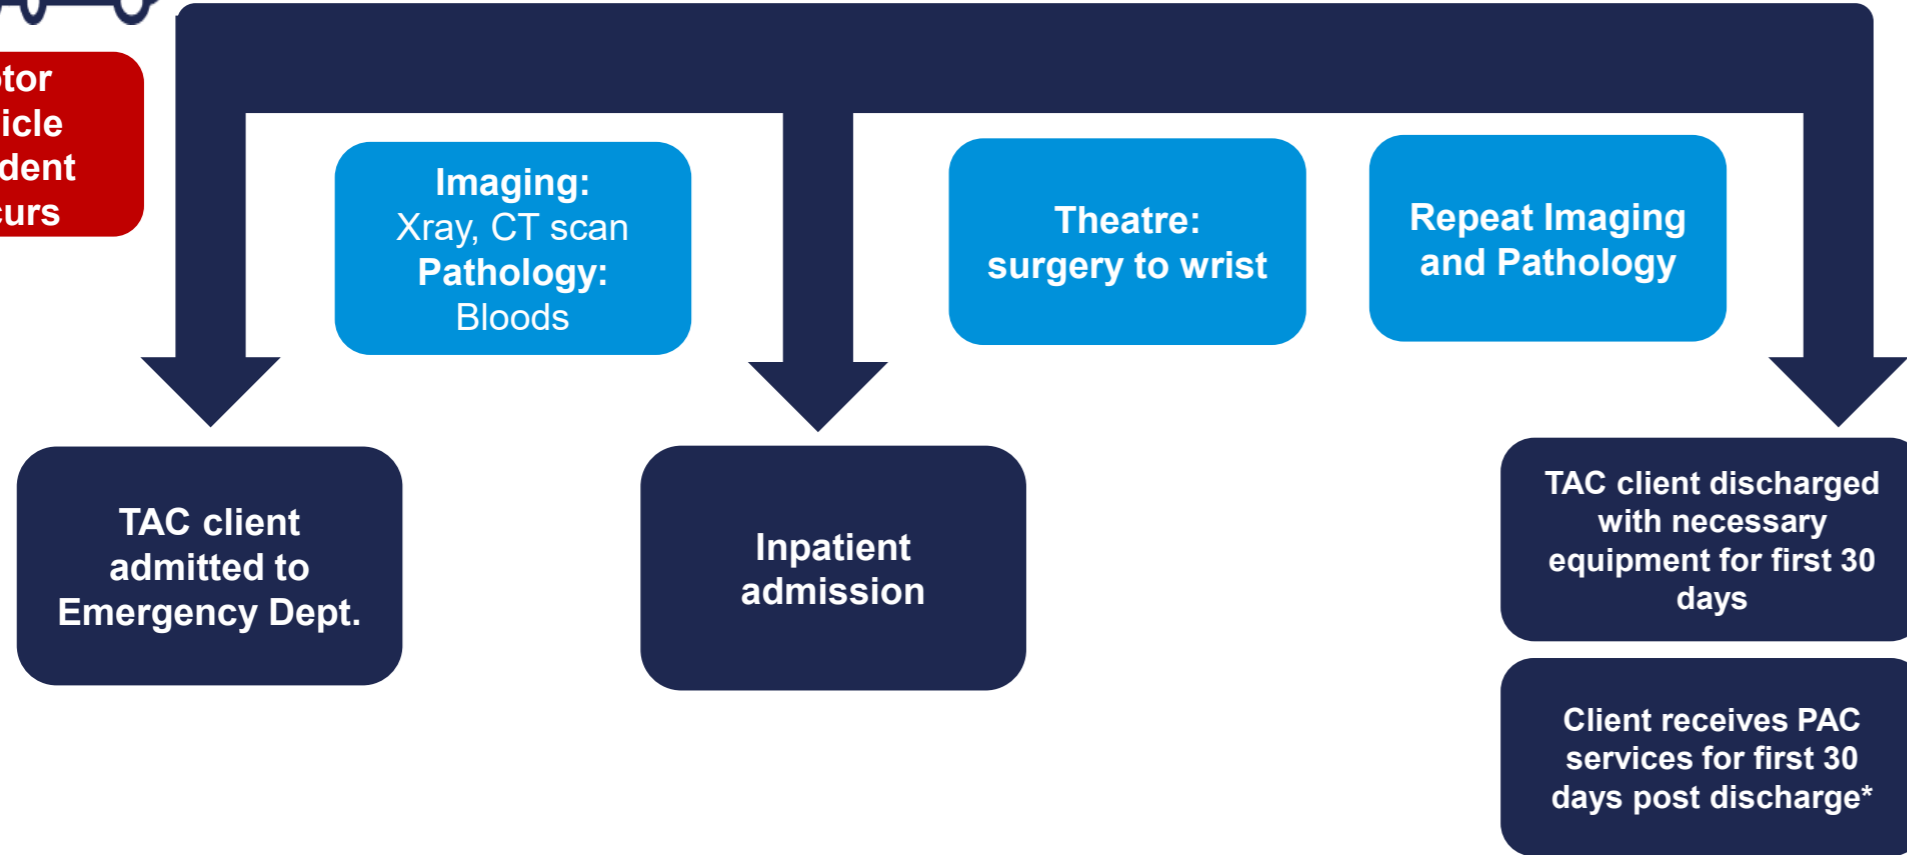 Imaging:
Xray, CT scan
Pathology:
Bloods
Theatre:
surgery to wrist
Repeat Imaging
and Pathology
TAC client
admitted to
Emergency Dept.
Inpatient
admission
TAC client discharged
with necessary
equipment for first 30
days
Client receives PAC
services for first 30
days post discharge*